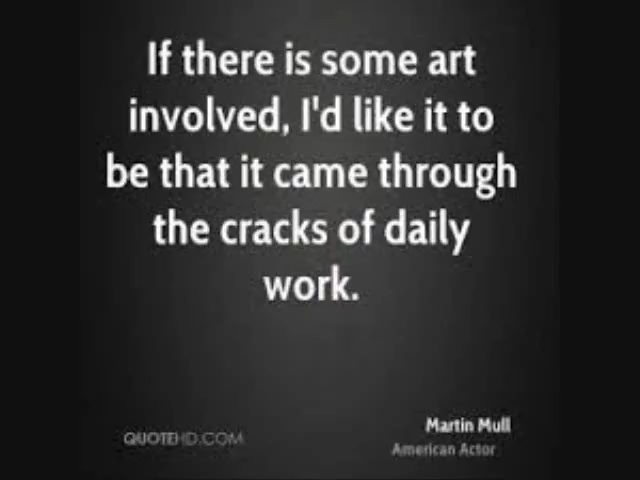 If there is some art
involved, I'd like it to
be that it came through
the cracks of daily
work.
Martin Mull
QUOTEHD.COM
American Actor